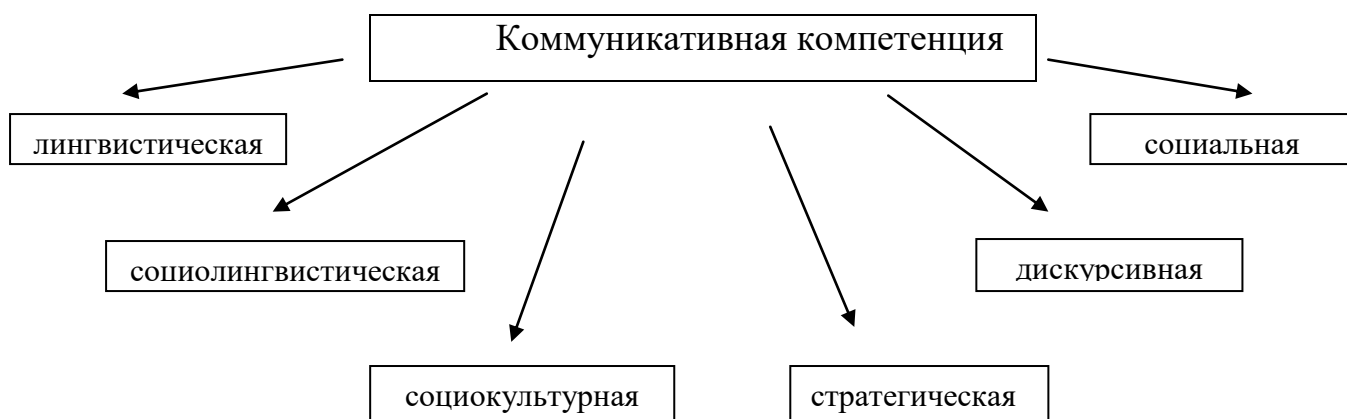 Коммуникативная компетенция
лингвистическая
социальная
социолингвистическая
дискурсивная
социокультурная
стратегическая